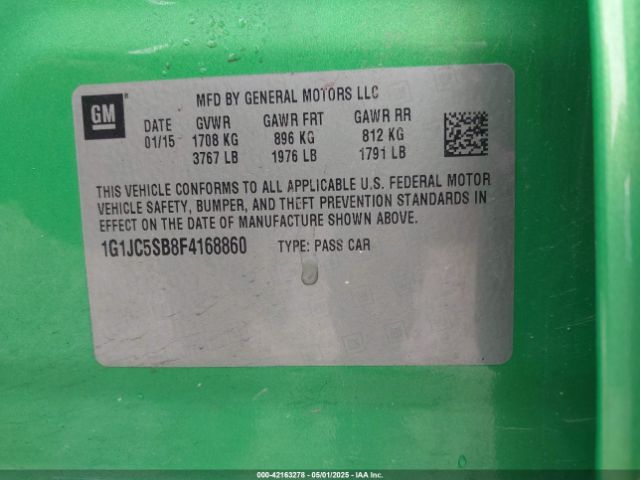 GM®
MFD BY GENERAL MOTORS LLC
DATE GVWR GAWR FRT GAWR RR
01/15 1708 KG 896 KG 812 KG
3767 LB 1976 LB 1791 LB
THIS VEHICLE CONFORMS TO ALL APPLICABLE U.S. FEDERAL MOTOR
VEHICLE SAFETY, BUMPER, AND THEFT PREVENTION STANDARDS IN
EFFECT ON THE DATE OF MANUFACTURE SHOWN ABOVE.
1G1JC5SB8F4168860 TYPE: PASS CAR
000-42163278 - 05/01/2025 - IAA Inc.